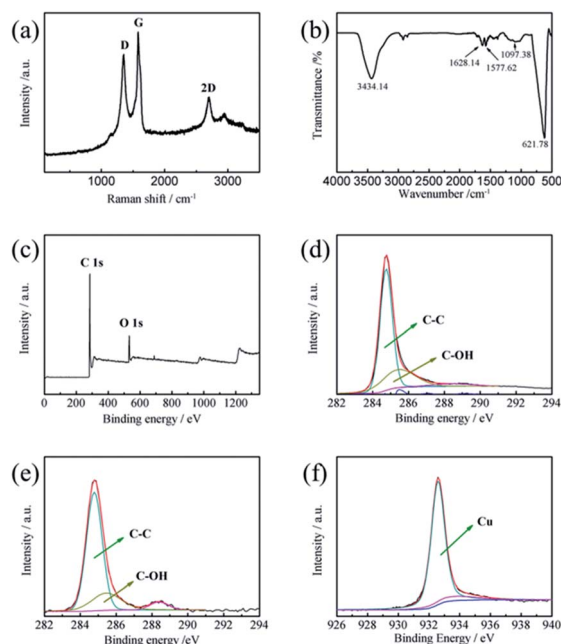 (a)
D
G
2D
Intensity /a.u.
1000 2000 3000
Raman shift / cm-1
(b)
Transmittance /%
3434.14
1628.14
1577.62
1097.38
621.78
4000 3500 3000 2500 2000 1500 1000 500
Wavenumber /cm-1
(c)
C 1s
O 1s
Intensity / a.u.
0 200 400 600 800 1000 1200
Binding energy / eV
(d)
C-C
C-OH
Intensity / a.u.
282 284 286 288 290 292 294
Binding energy / eV
(e)
C-C
C-OH
Intensity / a.u.
282 284 286 288 290 292 294
Binding energy / eV
(f)
Cu
Intensity / a.u.
926 928 930 932 934 936 938 940
Binding Energy / eV